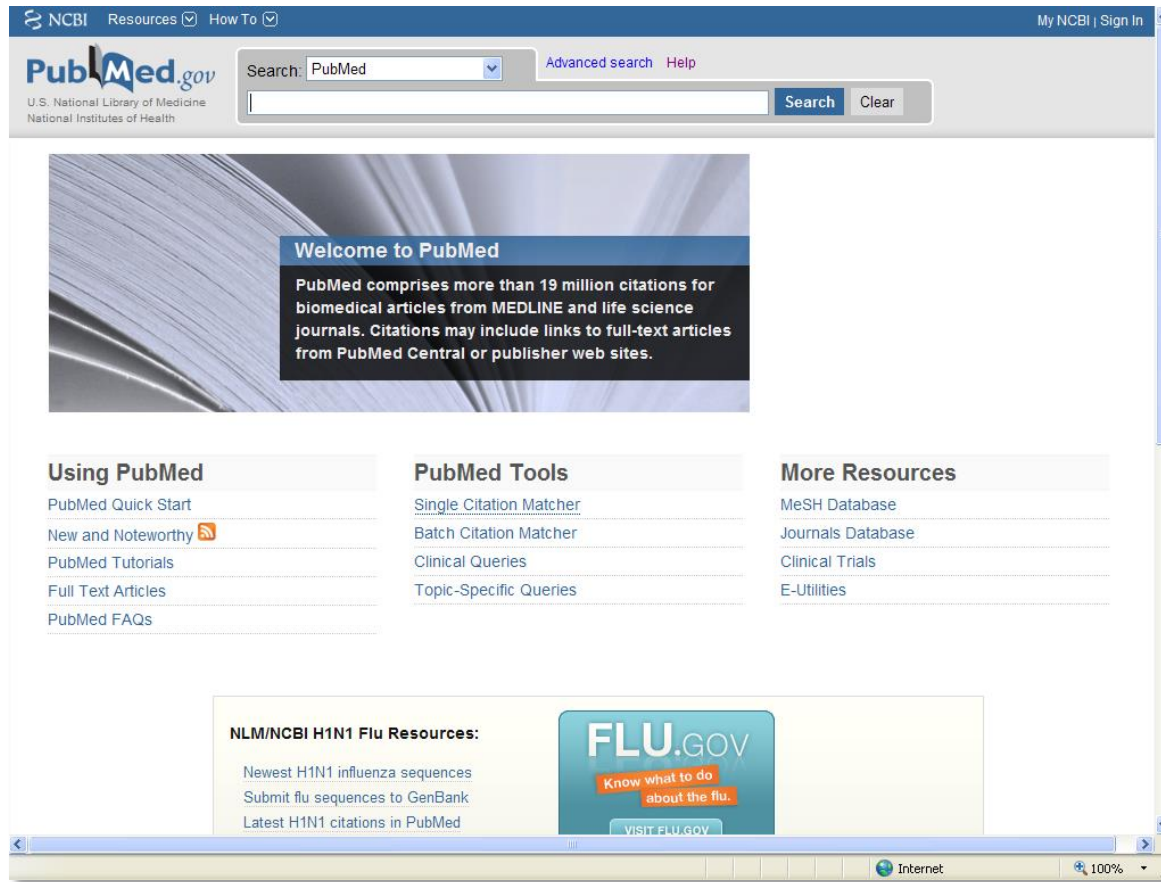 NCBI Resources How To My NCBI | Sign In
PubMed.gov
U.S. National Library of Medicine
National Institutes of Health
Search: PubMed
Advanced search Help
Search Clear
Welcome to PubMed
PubMed comprises more than 19 million citations for
biomedical articles from MEDLINE and life science
journals. Citations may include links to full-text articles
from PubMed Central or publisher web sites.
Using PubMed
PubMed Quick Start
New and Noteworthy
PubMed Tutorials
Full Text Articles
PubMed FAQs
PubMed Tools
Single Citation Matcher
Batch Citation Matcher
Clinical Queries
Topic-Specific Queries
More Resources
MeSH Database
Journals Database
Clinical Trials
E-Utilities
NLM/NCBI H1N1 Flu Resources:
Newest H1N1 influenza sequences
Submit flu sequences to GenBank
Latest H1N1 citations in PubMed
FLU.GOV
Know what to do
about the flu.
VISIT FLU.GOV
Internet 100%